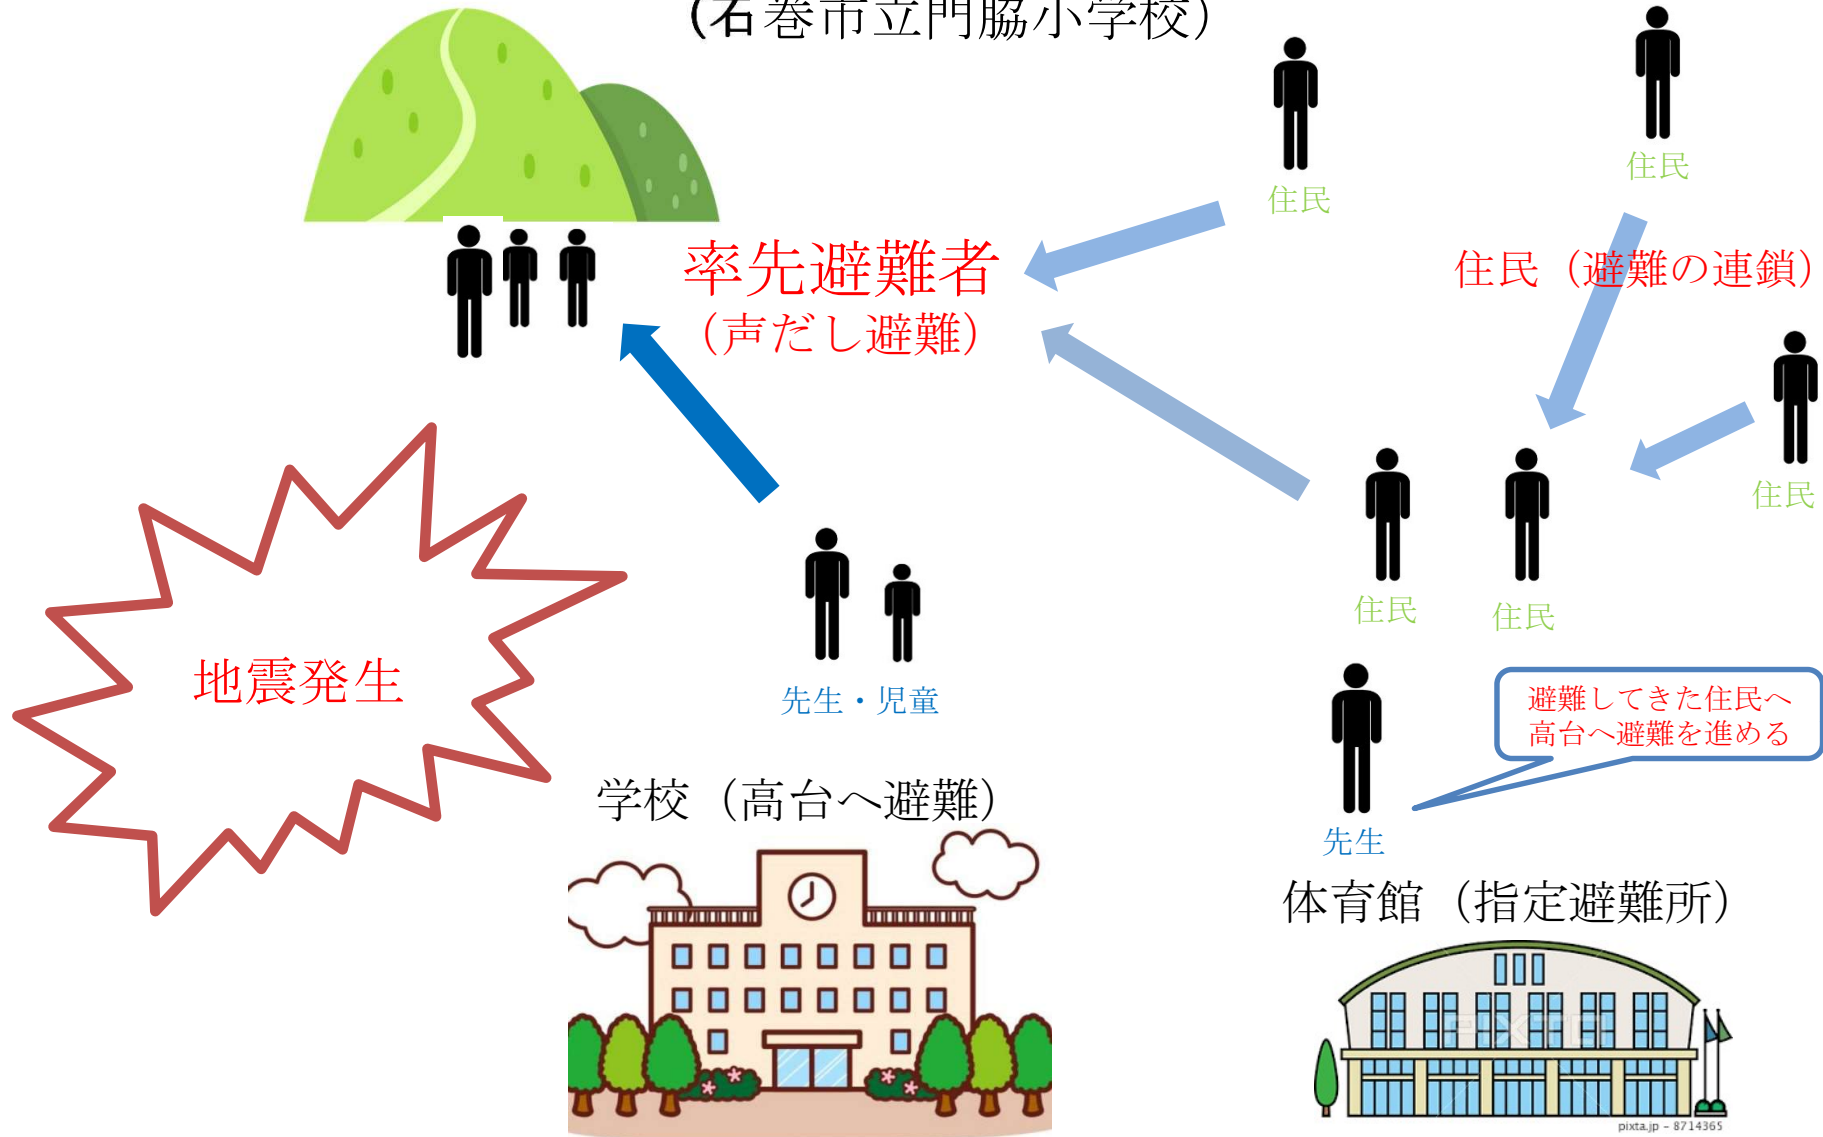 (石巻市立門脇小学校)
住民
住民
率先避難者
（声だし避難）
住民（避難の連鎖）
住民
住民
住民
地震発生
先生・児童
避難してきた住民へ
高台へ避難を進める
学校（高台へ避難）
先生
体育館（指定避難所）
PIXTA
pixta.jp - 8714365